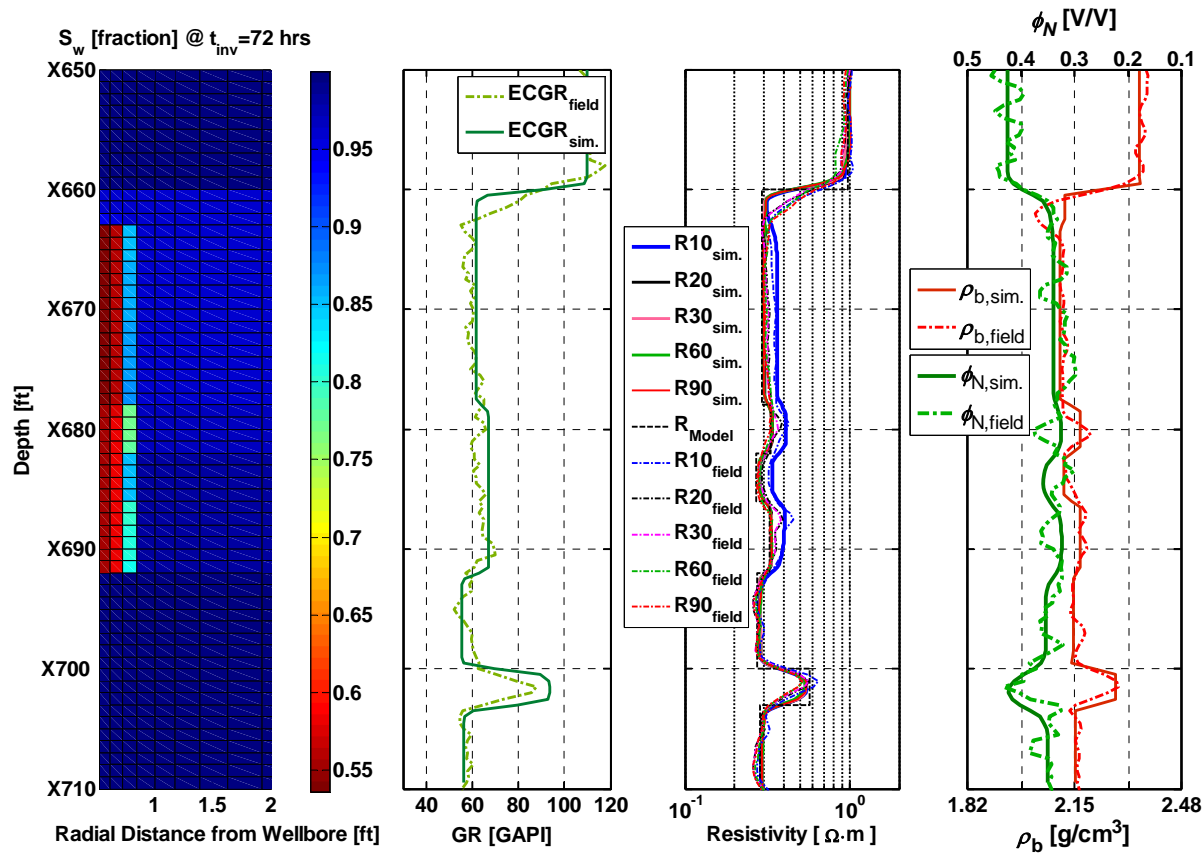 S_w [fraction] @ t_inv=72 hrs
X650
X660
X670
X680
X690
X700
X710
Depth [ft]
1 1.5 2
Radial Distance from Wellbore [ft]
0.95
0.9
0.85
0.8
0.75
0.7
0.65
0.6
0.55
ECGR_field
ECGR_sim.
40 60 80 100 120
GR [GAPI]
R10_sim.
R20_sim.
R30_sim.
R60_sim.
R90_sim.
R_Model
R10_field
R20_field
R30_field
R60_field
R90_field
10^-1 10^0
Resistivity [ Ω·m ]
ϕ_N [V/V]
0.5 0.4 0.3 0.2 0.1
ρ_b,sim.
ρ_b,field
ϕ_N,sim.
ϕ_N,field
1.82 2.15 2.48
ρ_b [g/cm^3]